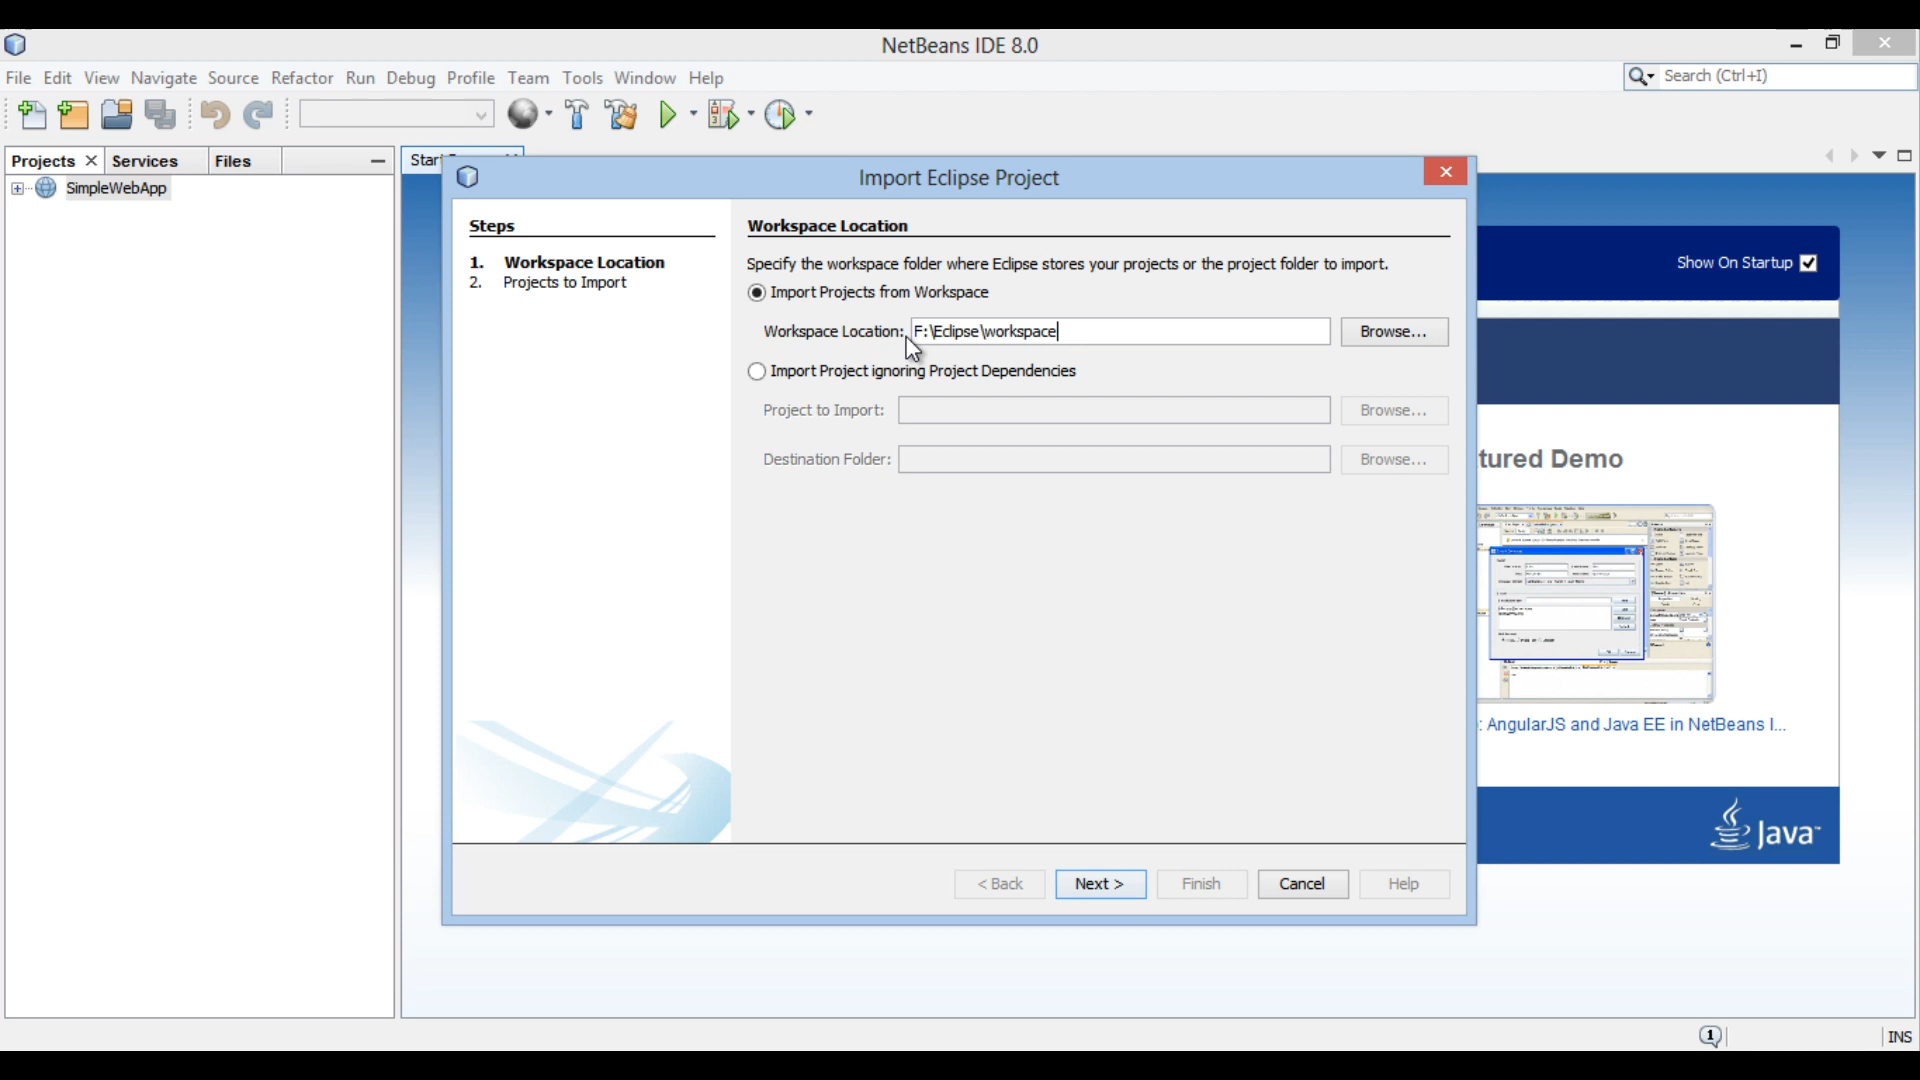 NetBeans IDE 8.0
File Edit View Navigate Source Refactor Run Debug Profile Team Tools Window Help
Search (Ctrl+I)
Projects Services Files
Star
SimpleWebApp
Import Eclipse Project
Steps
1. Workspace Location
2. Projects to Import
Workspace Location
Specify the workspace folder where Eclipse stores your projects or the project folder to import.
Import Projects from Workspace
Workspace Location: F:\Eclipse\workspace Browse...
Import Project ignoring Project Dependencies
Project to Import: Browse...
Destination Folder: Browse...
< Back Next > Finish Cancel Help
Show On Startup
tured Demo
: AngularJS and Java EE in NetBeans I...
Java
1 INS